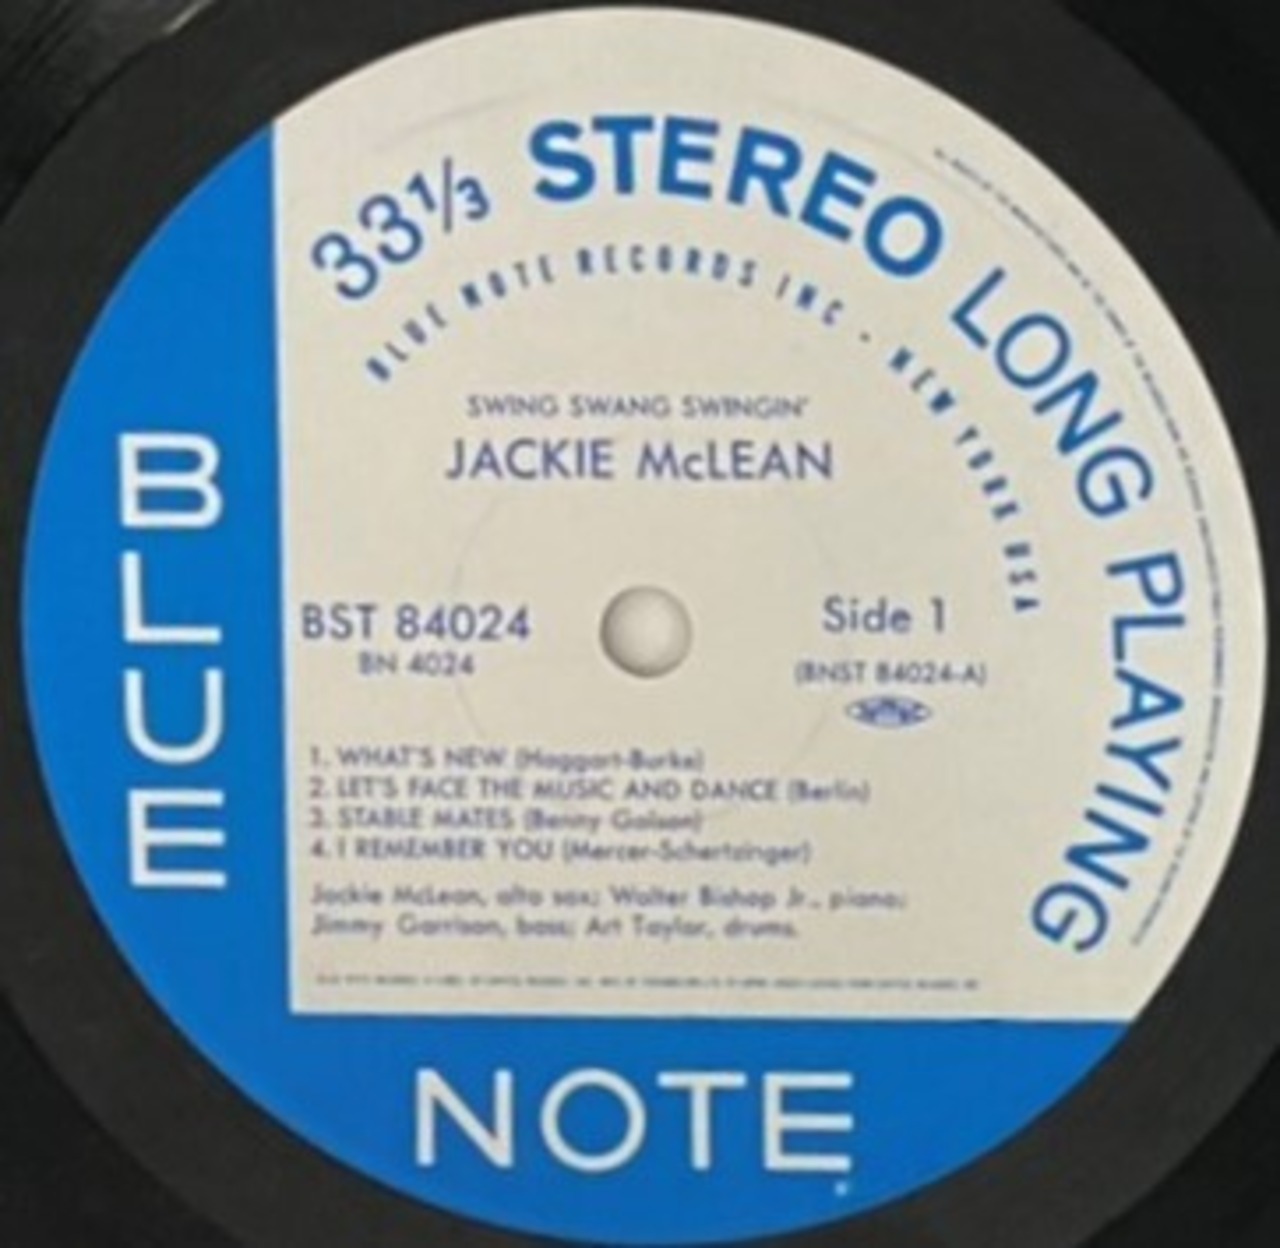 33⅓ STEREO LONG PLAYING
BLUE NOTE RECORDS INC - NEW YORK USA
SWING SWANG SWINGIN'
JACKIE McLEAN
BST 84024
BN 4024
Side 1
(BNST 84024-A)
1. WHAT'S NEW (Haggart-Burke)
2. LET'S FACE THE MUSIC AND DANCE (Berlin)
3. STABLE MATES (Benny Golson)
4. I REMEMBER YOU (Mercer-Schertzinger)
Jackie McLean, alto sax; Walter Bishop Jr., piano;
Jimmy Garrison, bass; Art Taylor, drums.
BLUE
NOTE